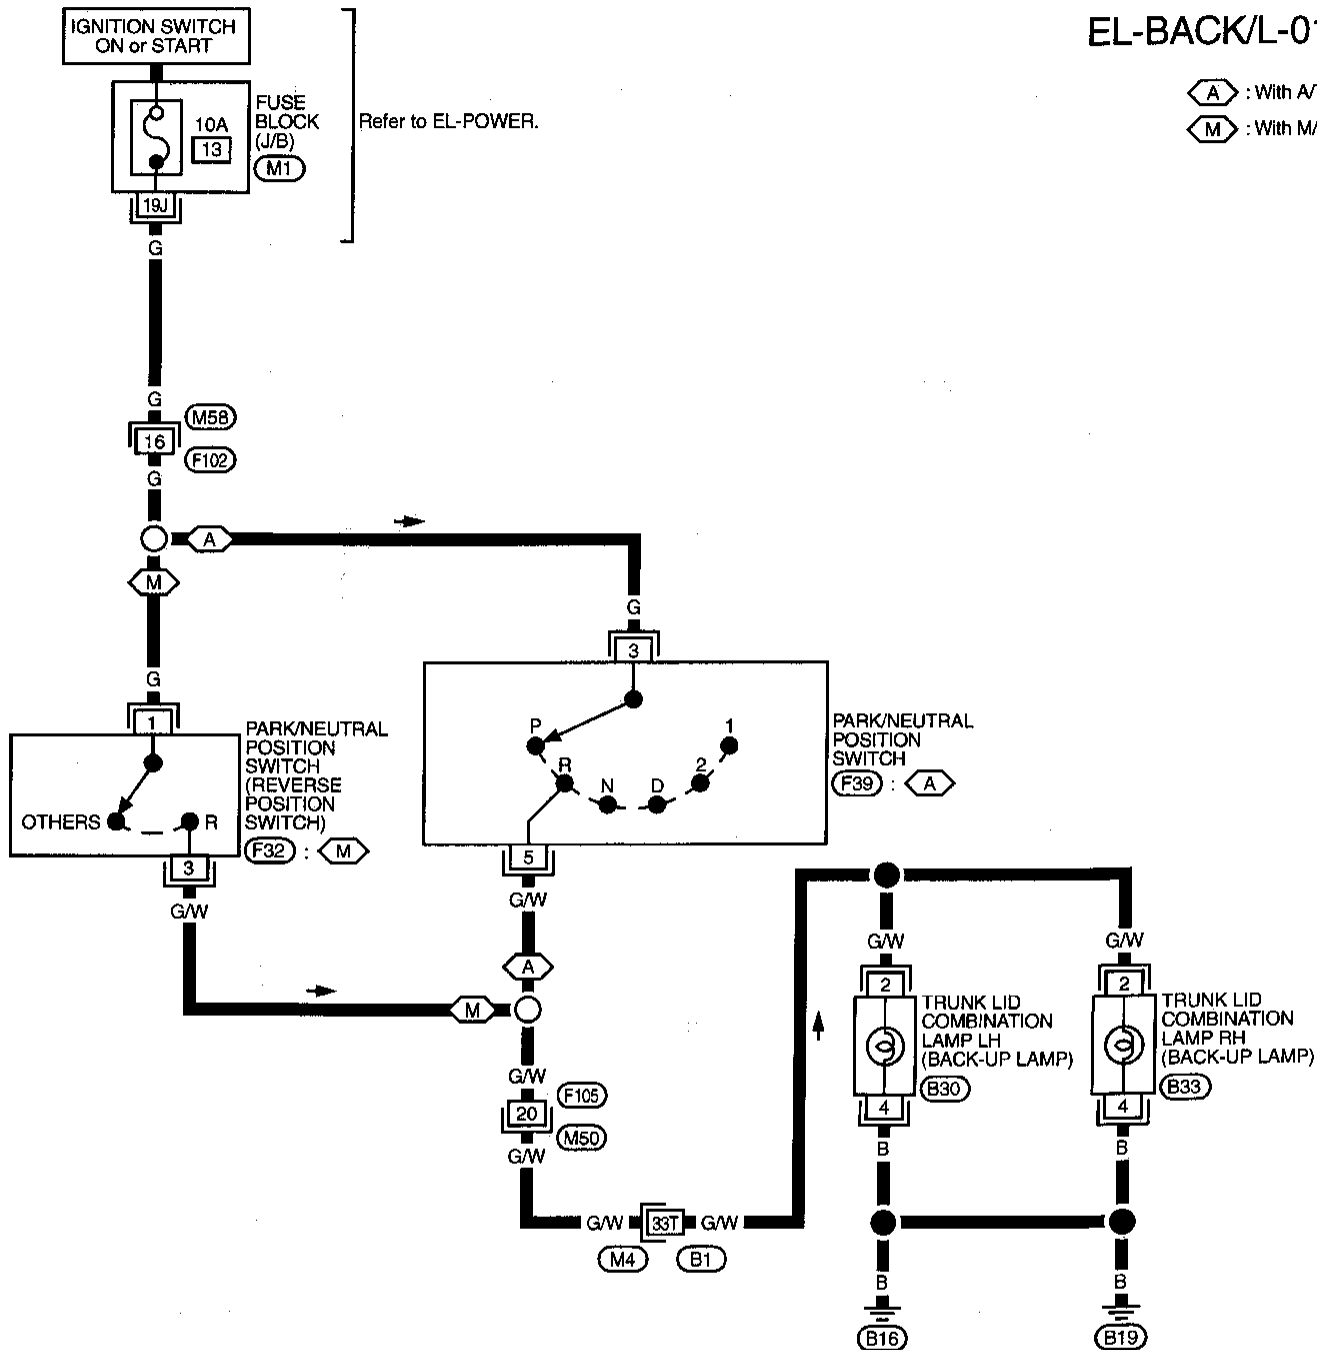 EL-BACK/L-01
IGNITION SWITCH
ON or START
A : With A/
M : With M/
10A
13
FUSE
BLOCK
(J/B)
M1
Refer to EL-POWER.
19J
G
G
M58
16
F102
G
A
M
G
3
G
1
PARK/NEUTRAL
POSITION
SWITCH
(REVERSE
POSITION
SWITCH)
F32 : M
OTHERS
R
3
G/W
P
R
N
D
2
1
PARK/NEUTRAL
POSITION
SWITCH
F39 : A
5
G/W
A
M
G/W
F105
20
M50
G/W
G/W
33T
G/W
M4
B1
G/W
2
TRUNK LID
COMBINATION
LAMP LH
(BACK-UP LAMP)
B30
4
B
B
B16
G/W
2
TRUNK LID
COMBINATION
LAMP RH
(BACK-UP LAMP)
B33
4
B
B
B19